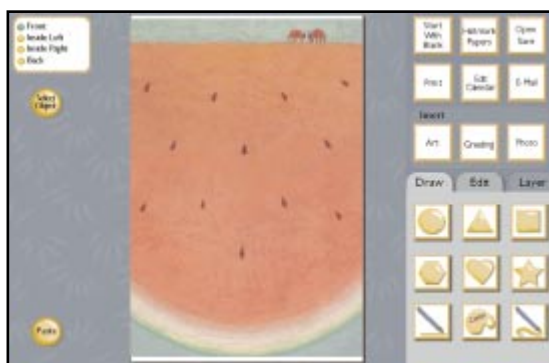 Front
Inside Left
Inside Right
Back
Select
Object
Start
With
Blank
Hallmark
Papers
Open
Save
Print
Edit
Calendar
E-Mail
Insert
Art
Greeting
Photo
Draw
Edit
Layer